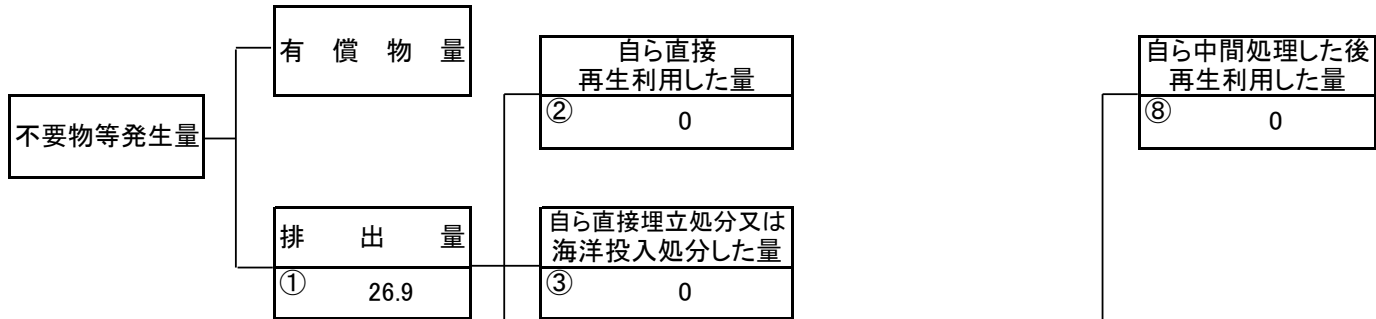 有 償 物 量
自ら直接
再生利用した量
② 0
自ら中間処理した後
再生利用した量
⑧ 0
不要物等発生量
排 出 量
① 26.9
自ら直接埋立処分又は
海洋投入処分した量
③ 0